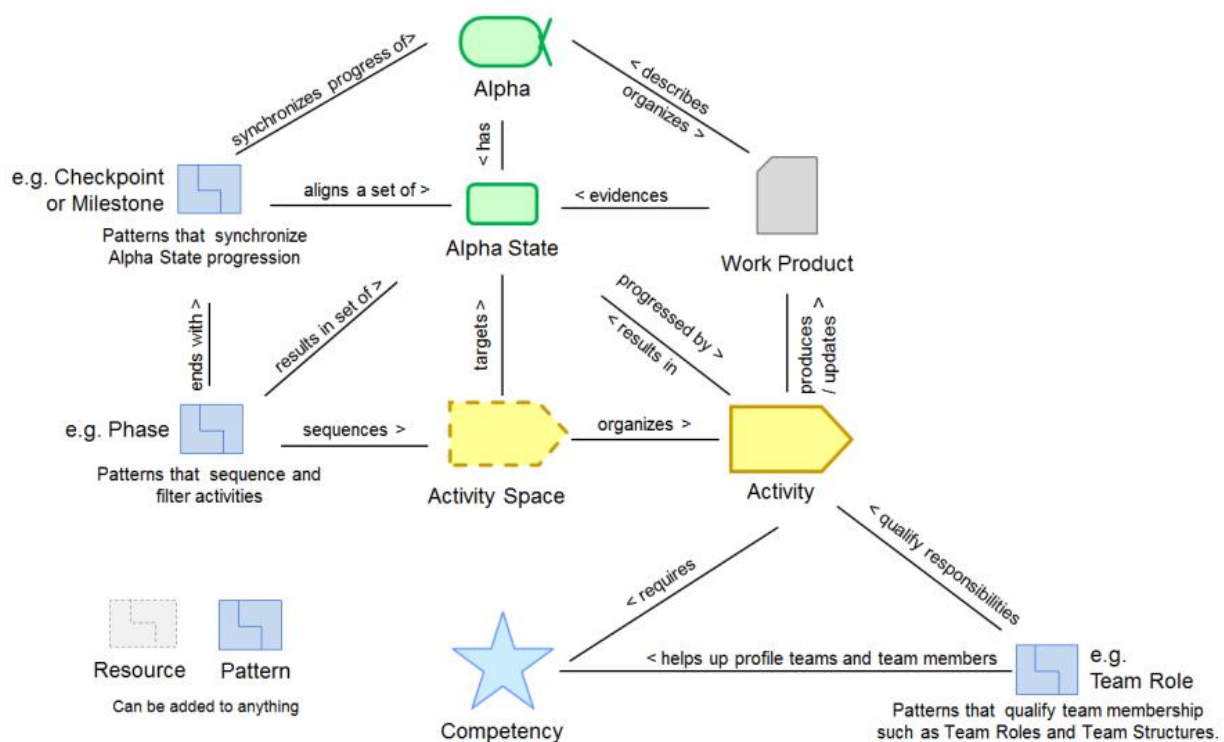 synchronizes progress of>
Alpha
< describes
organizes >
< has
e.g. Checkpoint
or Milestone
aligns a set of >
< evidences
Patterns that synchronize
Alpha State progression
Alpha State
Work Product
ends with >
results in set of >
targets >
progressed by >
< results in
produces >
/ updates
e.g. Phase
sequences >
organizes >
Patterns that sequence and
filter activities
Activity Space
Activity
< requires
< qualify responsibilities
Resource
Pattern
Can be added to anything
< helps up profile teams and team members
e.g.
Team Role
Competency
Patterns that qualify team membership
such as Team Roles and Team Structures.